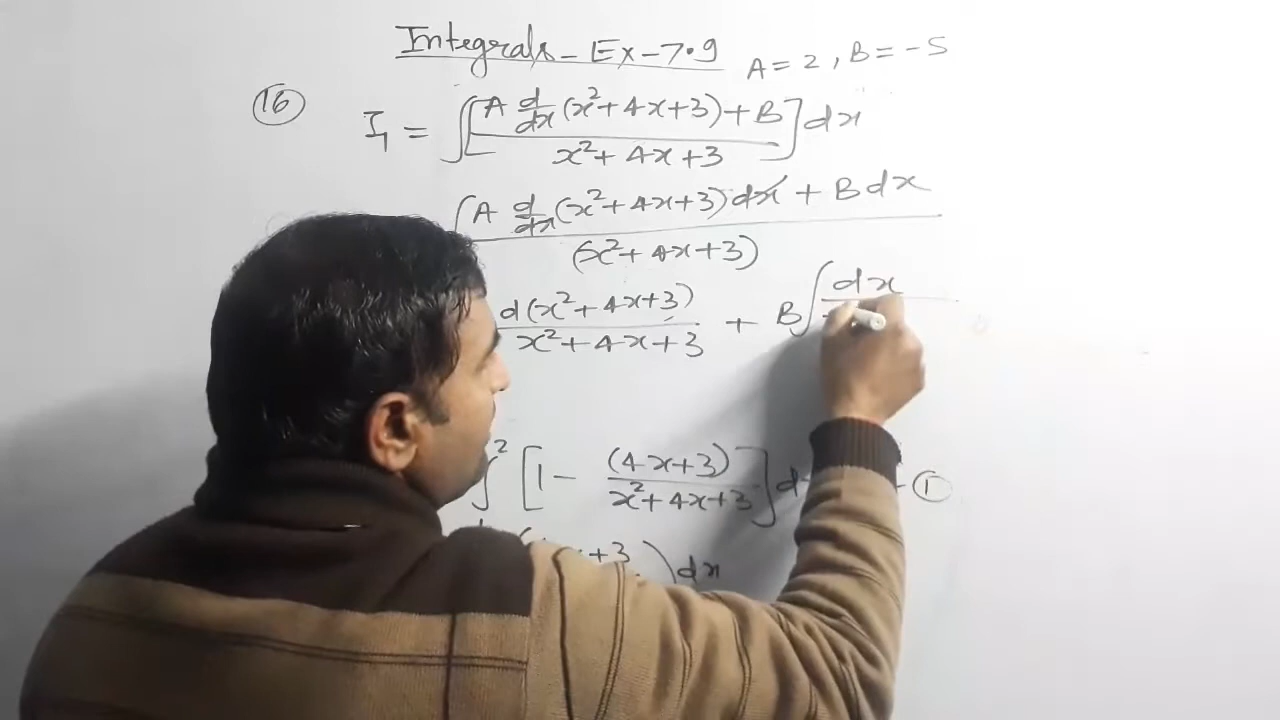 Integrals - Ex - 7.9
A = 2, B = -5
(16)
I₁ = ∫[A d/dx (x² + 4x + 3) + B / x² + 4x + 3] dx
∫ A d/dx (x² + 4x + 3) dx + B dx / (x² + 4x + 3)
d(x² + 4x + 3) / x² + 4x + 3 + B ∫ dx
∫² [1 - (4x + 3) / x² + 4x + 3] d - (1)
x + 3 ) dx